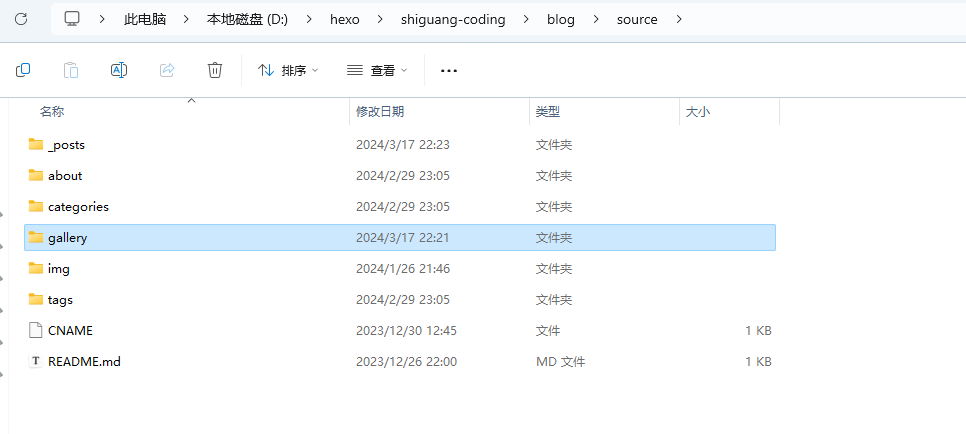 此电脑 > 本地磁盘 (D:) > hexo > shiguang-coding > blog > source >
排序 查看
名称 修改日期 类型 大小
_posts 2024/3/17 22:23 文件夹
about 2024/2/29 23:05 文件夹
categories 2024/2/29 23:05 文件夹
gallery 2024/3/17 22:21 文件夹
img 2024/1/26 21:46 文件夹
tags 2024/2/29 23:05 文件夹
CNAME 2023/12/30 12:45 文件 1 KB
README.md 2023/12/26 22:00 MD 文件 1 KB